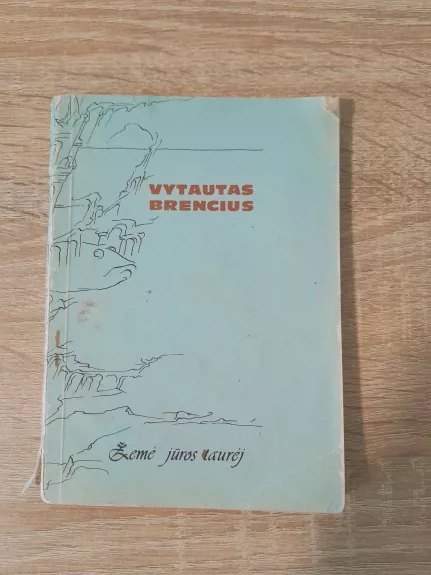 VYTAUTAS
BRENCIUS
Žemė jūros taurėj